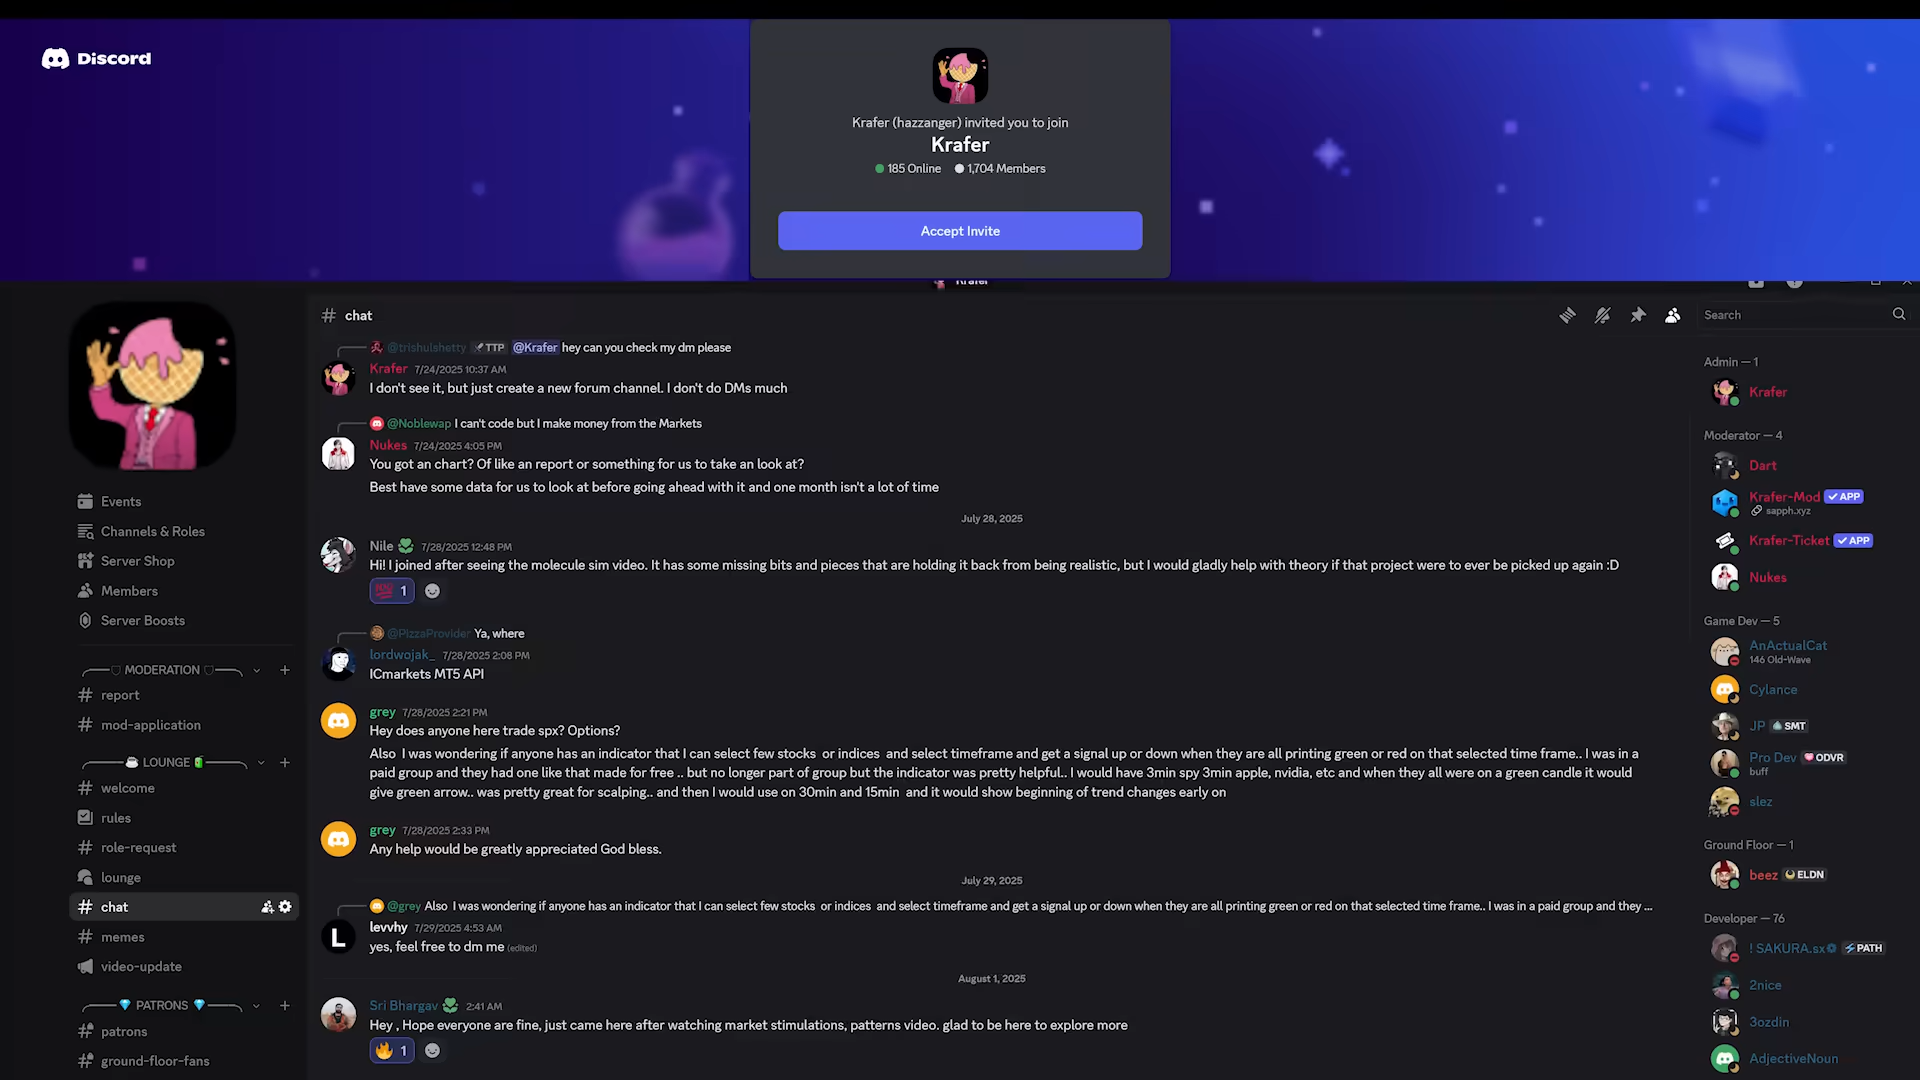 Discord
Krafer (hazzanger) invited you to join
Krafer
185 Online 1,704 Members
Accept Invite
Krafer
Events
Channels & Roles
Server Shop
Members
Server Boosts
MODERATION
report
mod-application
LOUNGE
welcome
rules
role-request
lounge
chat
memes
video-update
PATRONS
patrons
ground-floor-fans
# chat
@trishulshetty TTP @Krafer hey can you check my dm please
Krafer 7/24/2025 10:37 AM
I don't see it, but just create a new forum channel. I don't do DMs much
@Noblewap I can't code but I make money from the Markets
Nukes 7/24/2025 4:05 PM
You got an chart? Of like an report or something for us to take an look at?
Best have some data for us to look at before going ahead with it and one month isn't a lot of time
July 28, 2025
Nile 7/28/2025 12:48 PM
Hi! I joined after seeing the molecule sim video. It has some missing bits and pieces that are holding it back from being realistic, but I would gladly help with theory if that project were to ever be picked up again :D
1
@PizzaProvider Ya, where
lordwojak_ 7/28/2025 2:08 PM
ICmarkets MT5 API
grey 7/28/2025 2:21 PM
Hey does anyone here trade spx? Options?
Also I was wondering if anyone has an indicator that I can select few stocks or indices and select timeframe and get a signal up or down when they are all printing green or red on that selected time frame.. I was in a
paid group and they had one like that made for free .. but no longer part of group but the indicator was pretty helpful.. I would have 3min spy 3min apple, nvidia, etc and when they all were on a green candle it would
give green arrow.. was pretty great for scalping.. and then I would use on 30min and 15min and it would show beginning of trend changes early on
grey 7/28/2025 2:33 PM
Any help would be greatly appreciated God bless.
July 29, 2025
@grey Also I was wondering if anyone has an indicator that I can select few stocks or indices and select timeframe and get a signal up or down when they are all printing green or red on that selected time frame.. I was in a paid group and they ...
L
levvhy 7/29/2025 4:53 AM
yes, feel free to dm me (edited)
August 1, 2025
Sri Bhargav 2:41 AM
Hey , Hope everyone are fine, just came here after watching market stimulations, patterns video. glad to be here to explore more
1
Search
Admin — 1
Krafer
Moderator — 4
Dart
Krafer-Mod APP
sapph.xyz
Krafer-Ticket APP
Nukes
Game Dev — 5
AnActualCat
146 Old-Wave
Cylance
JP SMT
Pro Dev ODVR
buff
slez
Ground Floor — 1
beez ELDN
Developer — 76
! SAKURA.sx PATH
2nice
3ozdin
AdjectiveNoun